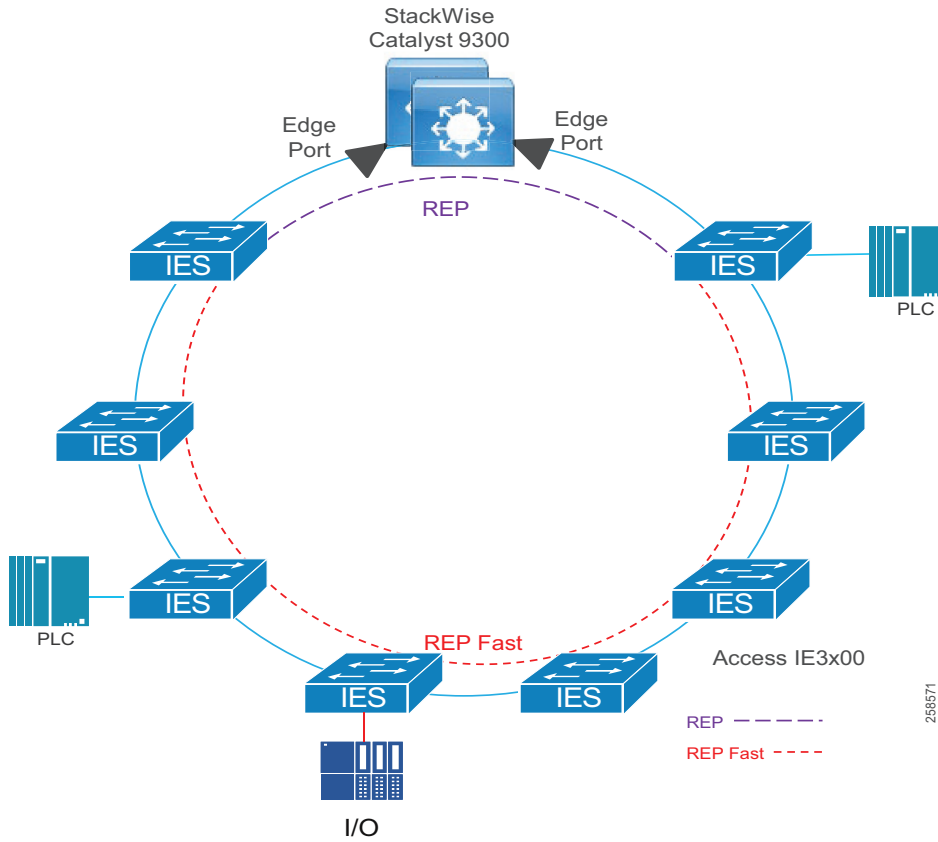 StackWise
Catalyst 9300
Edge
Port
Edge
Port
REP
IES
IES
PLC
IES
IES
IES
IES
PLC
REP Fast
Access IE3x00
IES
IES
REP
REP Fast
258571
I/O